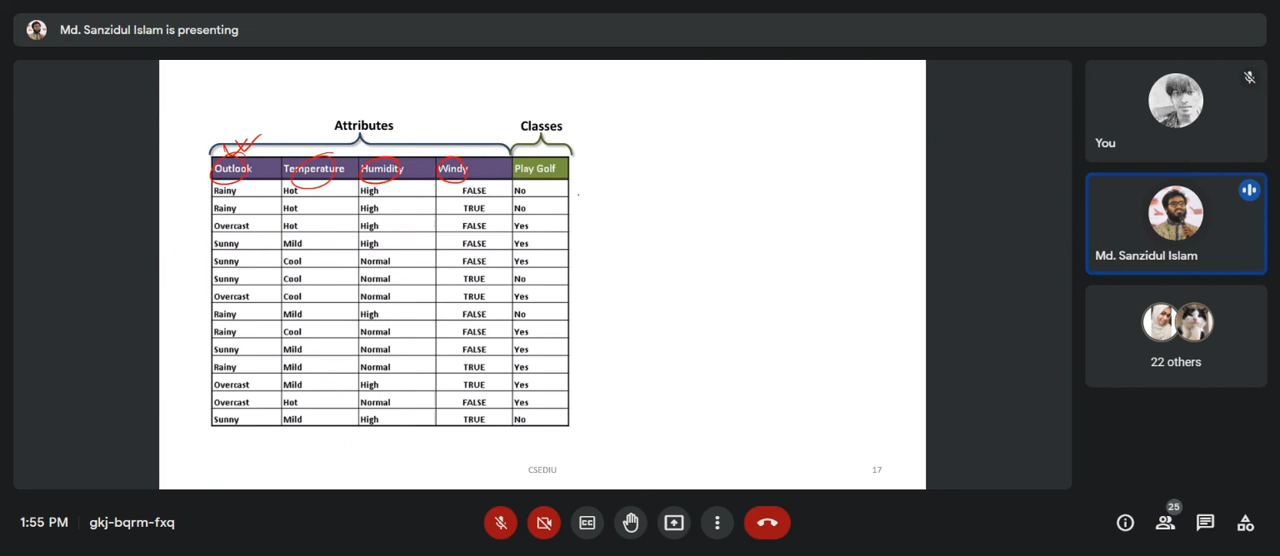 Md. Sanzidul Islam is presenting
Attributes Classes
Outlook Temperature Humidity Windy Play Golf
Rainy Hot High FALSE No
Rainy Hot High TRUE No
Overcast Hot High FALSE Yes
Sunny Mild High FALSE Yes
Sunny Cool Normal FALSE Yes
Sunny Cool Normal TRUE No
Overcast Cool Normal TRUE Yes
Rainy Mild High FALSE No
Rainy Cool Normal FALSE Yes
Sunny Mild Normal FALSE Yes
Rainy Mild Normal TRUE Yes
Overcast Mild High TRUE Yes
Overcast Hot Normal FALSE Yes
Sunny Mild High TRUE No
CSEDIU 17
You
Md. Sanzidul Islam
22 others
1:55 PM gkj-bqrm-fxq
CC
25